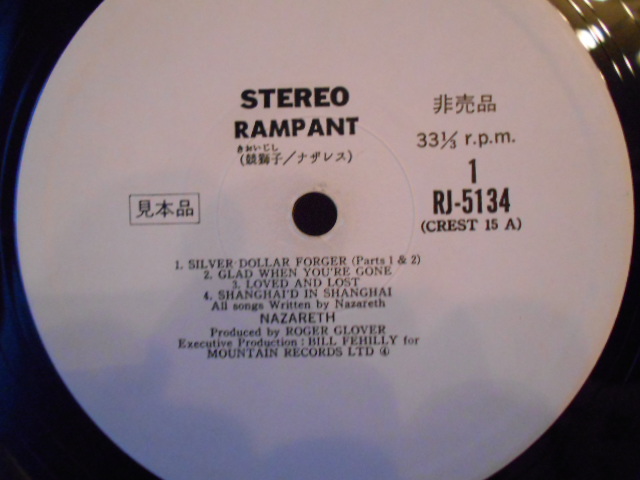 STEREO
RAMPANT
きおいじし
(競獅子/ナザレス)
非売品
33⅓ r.p.m.
1
RJ-5134
(CREST 15 A)
見本品
1. SILVER DOLLAR FORGER (Parts 1 & 2)
2. GLAD WHEN YOU'RE GONE
3. LOVED AND LOST
4. SHANGHAI'D IN SHANGHAI
All songs Written by Nazareth
NAZARETH
Produced by ROGER GLOVER
Executive Production : BILL FEHILLY for
MOUNTAIN RECORDS LTD ④